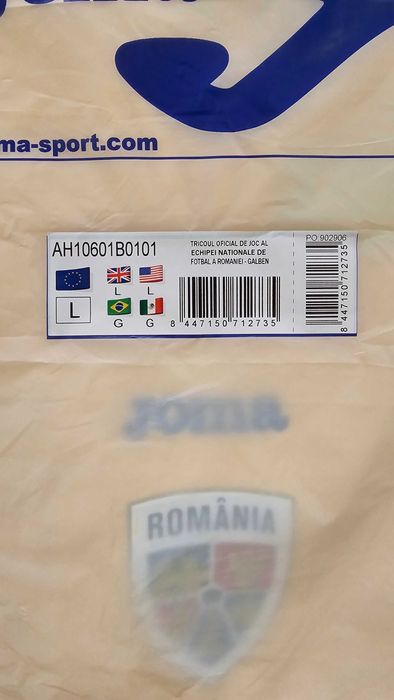 ma-sport.com
AH10601B0101
TRICOUL OFICIAL DE JOC AL
ECHIPEI NATIONALE DE
FOTBAL A ROMANIEI - GALBEN
L
L L
G G
8 447150 712735
PO 902906
8 447150 712735
joma
ROMÂNIA